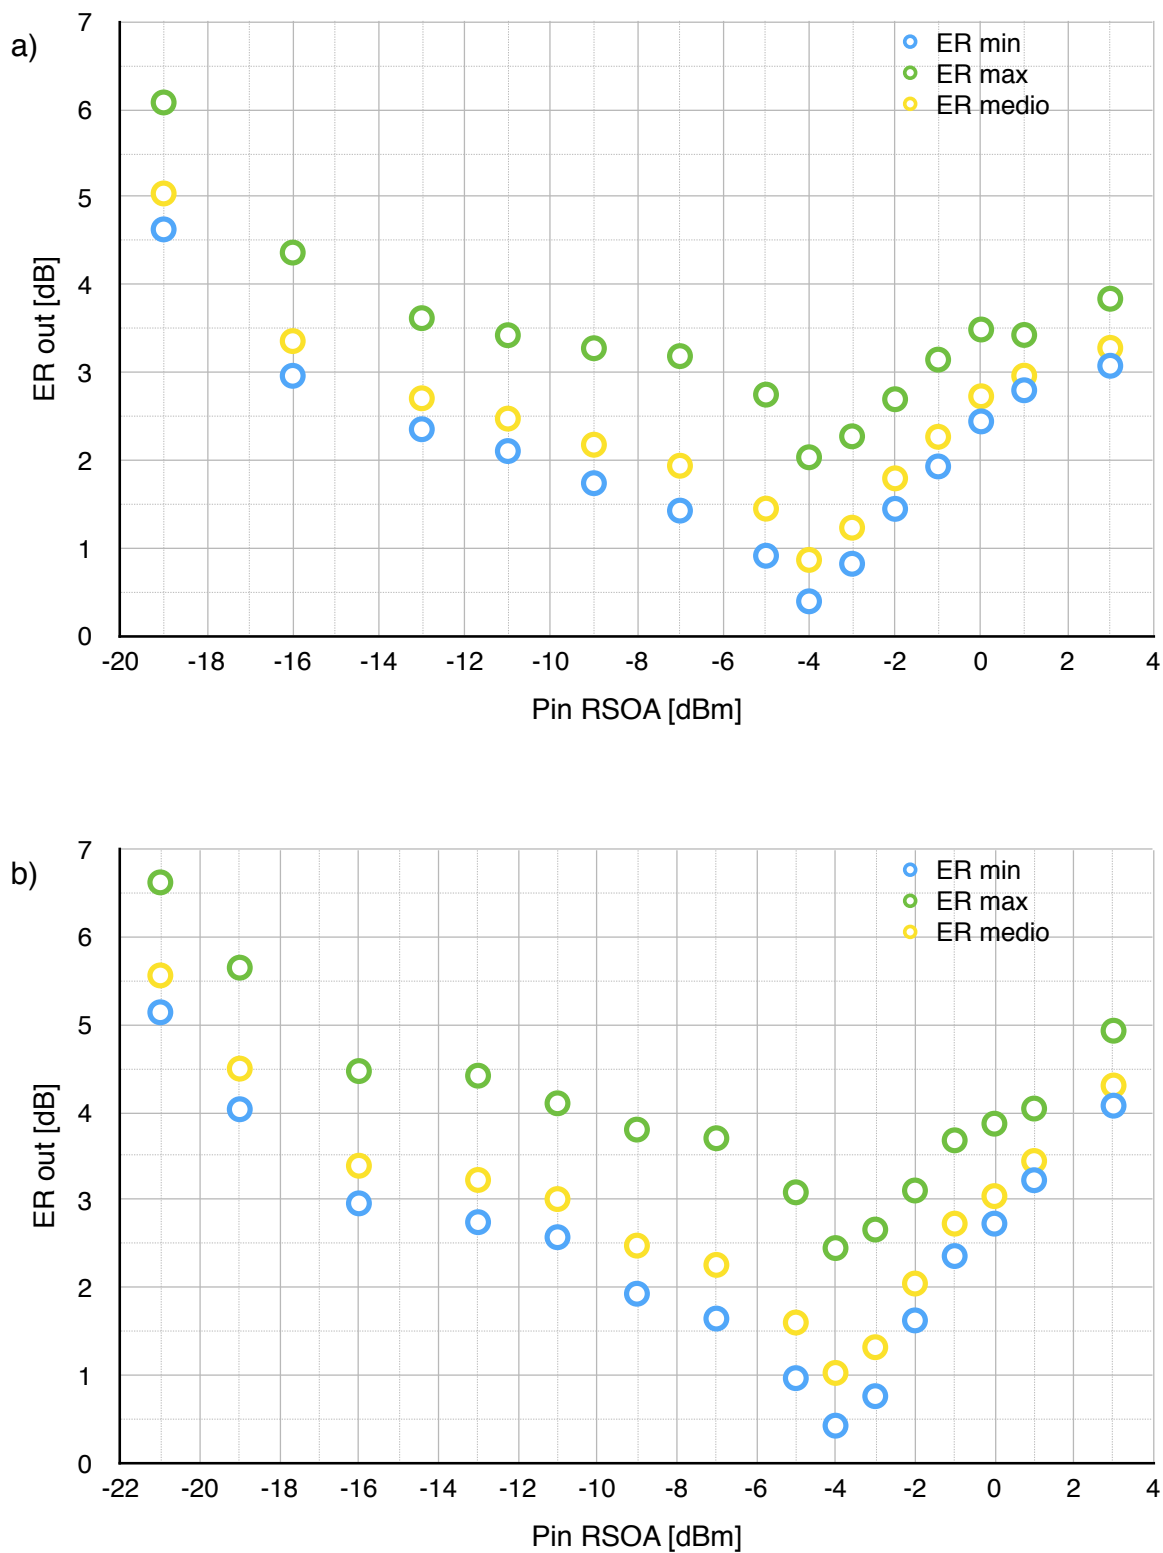 a)
7
6
5
4
3
2
1
0
ER out [dB]
ER min
ER max
ER medio
-20 -18 -16 -14 -12 -10 -8 -6 -4 -2 0 2 4
Pin RSOA [dBm]
b)
7
6
5
4
3
2
1
0
ER out [dB]
ER min
ER max
ER medio
-22 -20 -18 -16 -14 -12 -10 -8 -6 -4 -2 0 2 4
Pin RSOA [dBm]